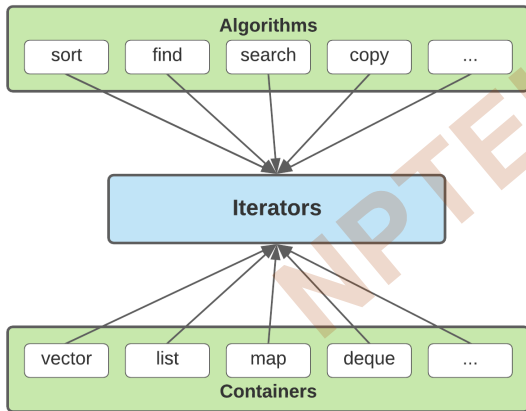 Algorithms
sort find search copy ...
Iterators
vector list map deque ...
Containers
NPTEL